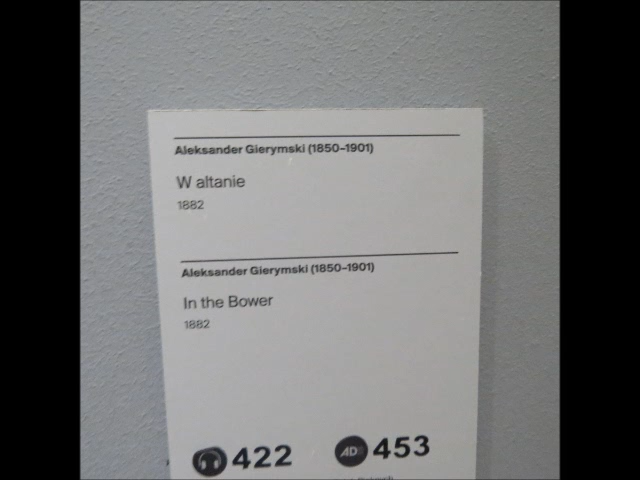 Aleksander Gierymski (1850–1901)
W altanie
1882
Aleksander Gierymski (1850–1901)
In the Bower
1882
422 AD 453